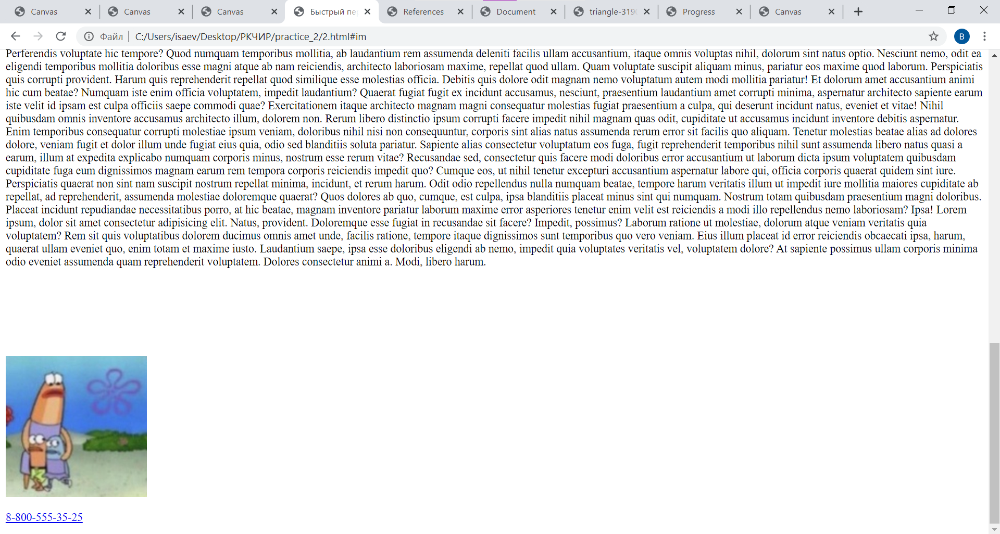 Canvas Canvas Canvas Быстрый пе References Document triangle-319 Progress Canvas
Файл C:/Users/isaev/Desktop/РКЧИР/practice_2/2.html#im B
Perferendis voluptate hic tempore? Quod numquam temporibus mollitia, ab laudantium rem assumenda deleniti facilis ullam accusantium, itaque omnis voluptas nihil, dolorum sint natus optio. Nesciunt nemo, odit ea
eligendi temporibus mollitia doloribus esse magni atque ab nam reiciendis, architecto laboriosam maxime, repellat quod ullam. Quam voluptate suscipit aliquam minus, pariatur eos maxime quod laborum. Perspiciatis
quis corrupti provident. Harum quis reprehenderit repellat quod similique esse molestias officia. Debitis quis dolore odit magnam nemo voluptatum autem modi mollitia pariatur! Et dolorum amet accusantium animi
hic cum beatae? Numquam iste enim officia voluptatem, impedit laudantium? Quaerat fugiat fugit ex incidunt accusamus, nesciunt, praesentium laudantium amet corrupti minima, aspernatur architecto sapiente earum
iste velit id ipsam est culpa officiis saepe commodi quae? Exercitationem itaque architecto magnam magni consequatur molestias fugiat praesentium a culpa, qui deserunt incidunt natus, eveniet et vitae! Nihil
quibusdam omnis inventore accusamus architecto illum, dolorem non. Rerum libero distinctio ipsum corrupti facere impedit nihil magnam quas odit, cupiditate ut accusamus incidunt inventore debitis aspernatur.
Enim temporibus consequatur corrupti molestiae ipsum veniam, doloribus nihil nisi non consequuntur, corporis sint alias natus assumenda rerum error sit facilis quo aliquam. Tenetur molestias beatae alias ad dolores
dolore, veniam fugit et dolor illum unde fugiat eius quia, odio sed blanditiis soluta pariatur. Sapiente alias consectetur voluptatum eos fuga, fugit reprehenderit temporibus nihil sunt assumenda libero natus quasi a
earum, illum at expedita explicabo numquam corporis minus, nostrum esse rerum vitae? Recusandae sed, consectetur quis facere modi doloribus error accusantium ut laborum dicta ipsum voluptatem quibusdam
cupiditate fuga eum dignissimos magnam earum rem tempora corporis reiciendis impedit quo? Cumque eos, ut nihil tenetur excepturi accusantium aspernatur labore qui, officia corporis quaerat quidem sint iure.
Perspiciatis quaerat non sint nam suscipit nostrum repellat minima, incidunt, et rerum harum. Odit odio repellendus nulla numquam beatae, tempore harum veritatis illum ut impedit iure mollitia maiores cupiditate ab
repellat, ad reprehenderit, assumenda molestiae doloremque quaerat? Quos dolores ab quo, cumque, est culpa, ipsa blanditiis placeat minus sint qui numquam. Nostrum totam quibusdam praesentium magni doloribus.
Placeat incidunt repudiandae necessitatibus porro, at hic beatae, magnam inventore pariatur laborum maxime error asperiores tenetur enim velit est reiciendis a modi illo repellendus nemo laboriosam? Ipsa! Lorem
ipsum, dolor sit amet consectetur adipisicing elit. Natus, provident. Doloremque esse fugiat in recusandae sit facere? Impedit, possimus? Laborum ratione ut molestiae, dolorum atque veniam veritatis quia
voluptatem? Rem sit quis voluptatibus dolorem ducimus omnis amet unde, facilis ratione, tempore itaque dignissimos sunt temporibus quo vero veniam. Eius illum placeat id error reiciendis obcaecati ipsa, harum,
quaerat ullam eveniet quo, enim totam et maxime iusto. Laudantium saepe, ipsa esse doloribus eligendi ab nemo, impedit quia voluptates veritatis vel, voluptatem dolore? At sapiente possimus ullam corporis minima
odio eveniet assumenda quam reprehenderit voluptatem. Dolores consectetur animi a. Modi, libero harum.
8-800-555-35-25